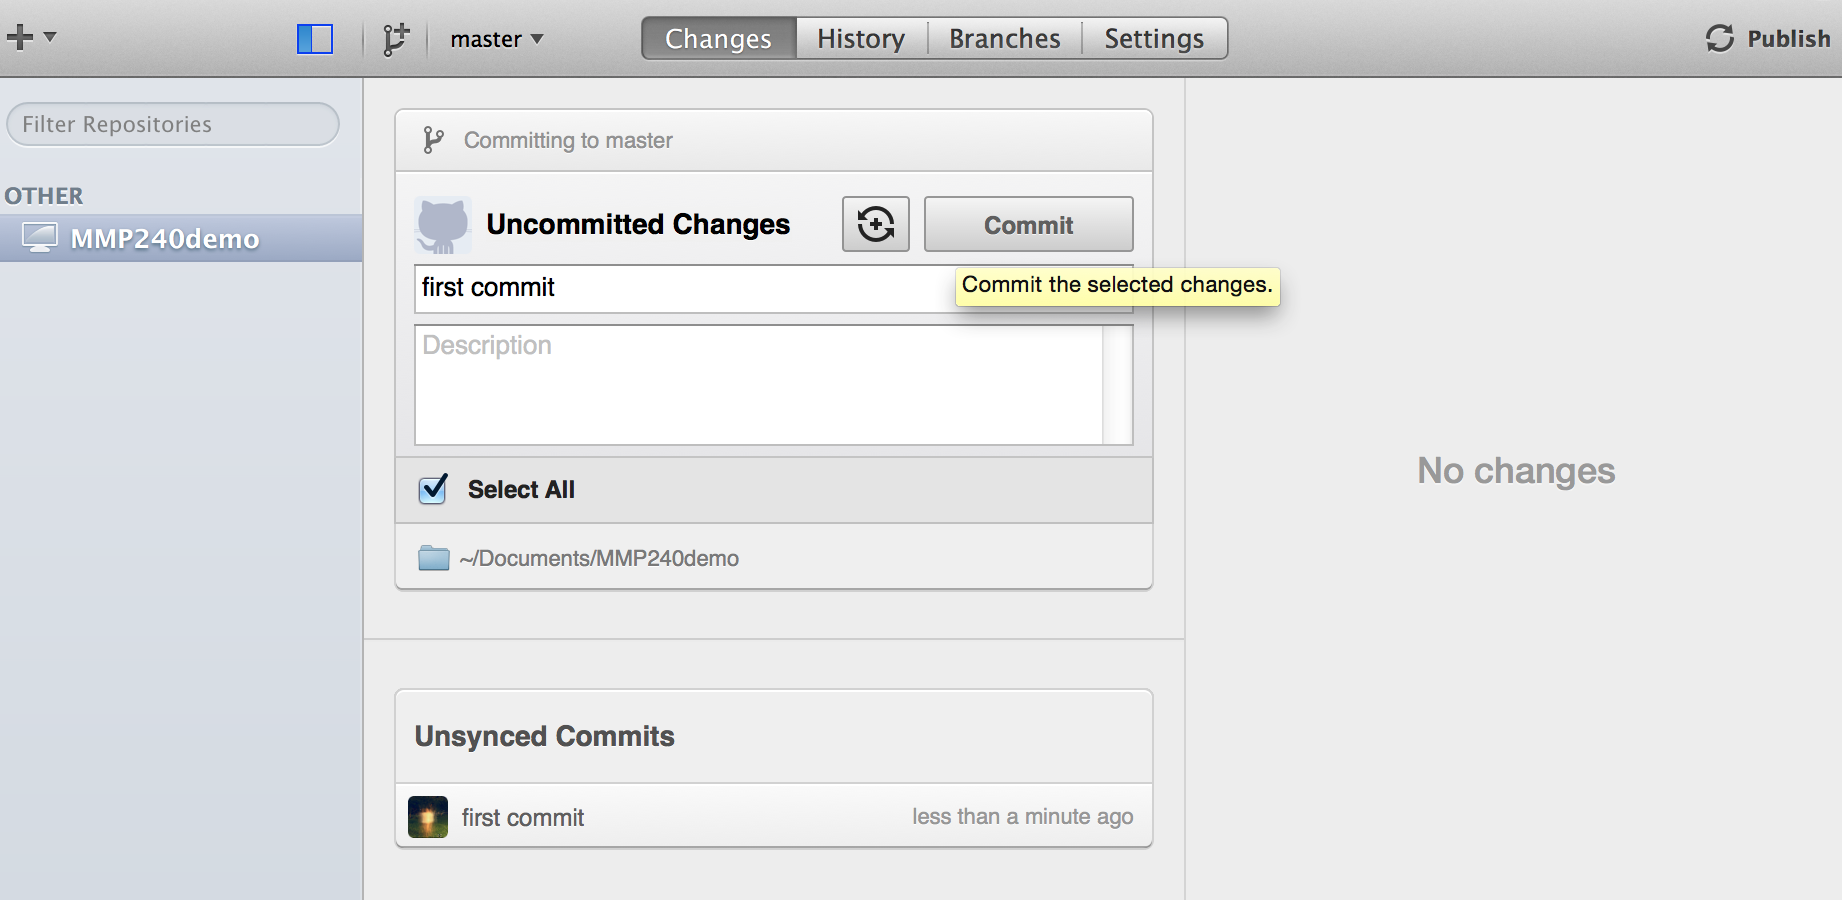 master
Changes History Branches Settings
Publish
Filter Repositories
OTHER
MMP240demo
Committing to master
Uncommitted Changes
Commit
first commit
Commit the selected changes.
Description
Select All
~/Documents/MMP240demo
No changes
Unsynced Commits
first commit
less than a minute ago